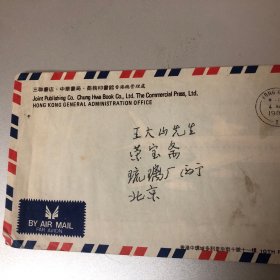 三聯書店·中華書局·商務印書館香港總管理處
Joint Publishing Co. Chung Hwa Book Co., Ltd. The Commercial Press, Ltd.
HONG KONG GENERAL ADMINISTRATION OFFICE
王大山先生
荣宝斋
琉璃厂西
北京
BY AIR MAIL
PAR AVION